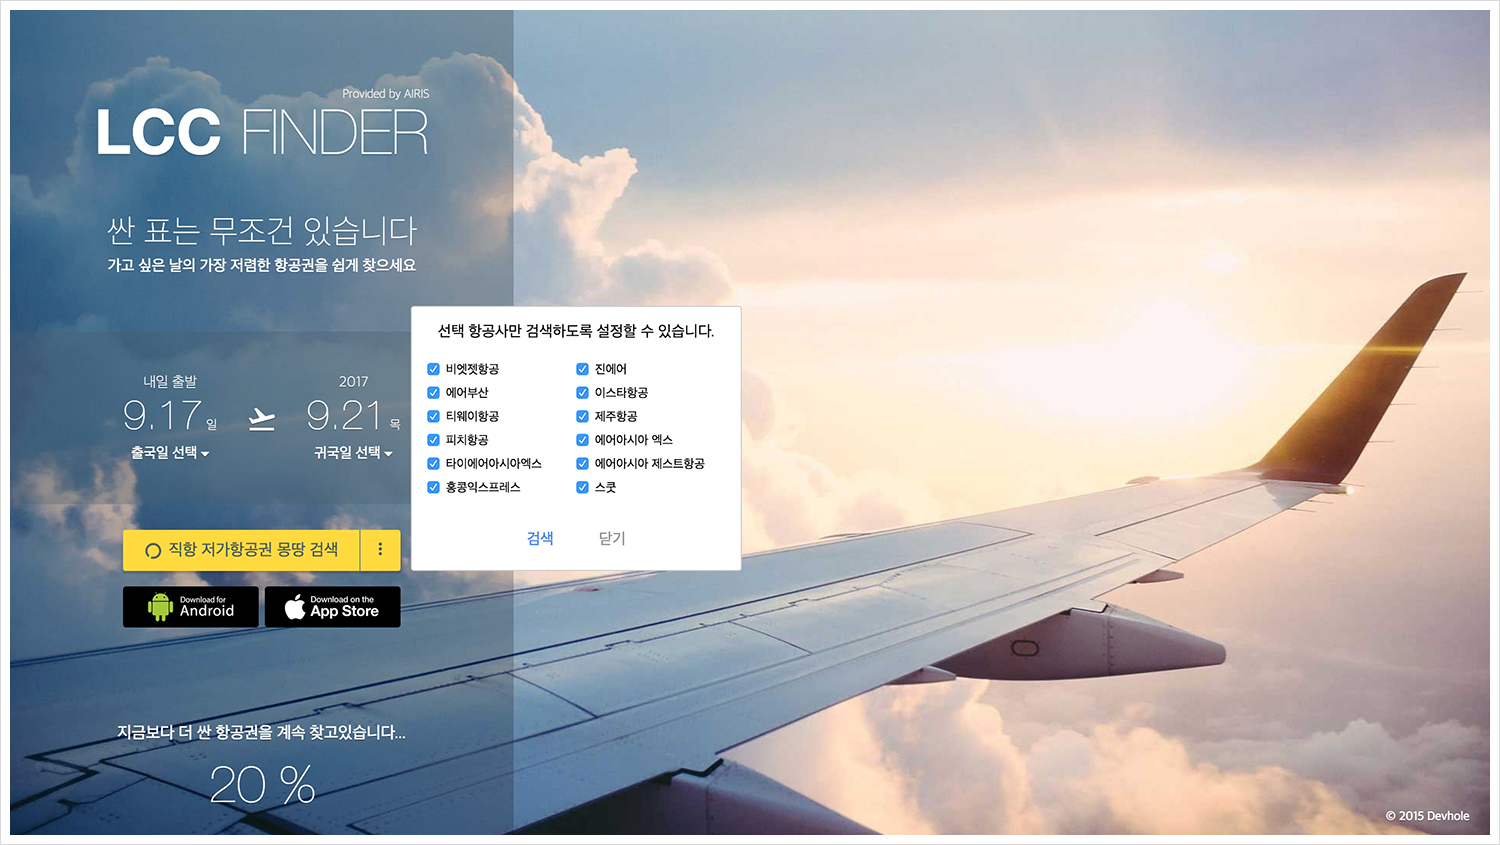 Provided by AIRIS
LCC FINDER
싼 표는 무조건 있습니다
가고 싶은 날의 가장 저렴한 항공권을 쉽게 찾으세요
내일 출발
9.17 일
출국일 선택
2017
9.21 목
귀국일 선택
선택 항공사만 검색하도록 설정할 수 있습니다.
비엣젯항공
진에어
에어부산
이스타항공
티웨이항공
제주항공
피치항공
에어아시아 엑스
타이에어아시아엑스
에어아시아 제스트항공
홍콩익스프레스
스쿳
검색
닫기
직항 저가항공권 몽땅 검색
Download for
Android
Download on the
App Store
지금보다 더 싼 항공권을 계속 찾고있습니다...
20 %
© 2015 Devhole